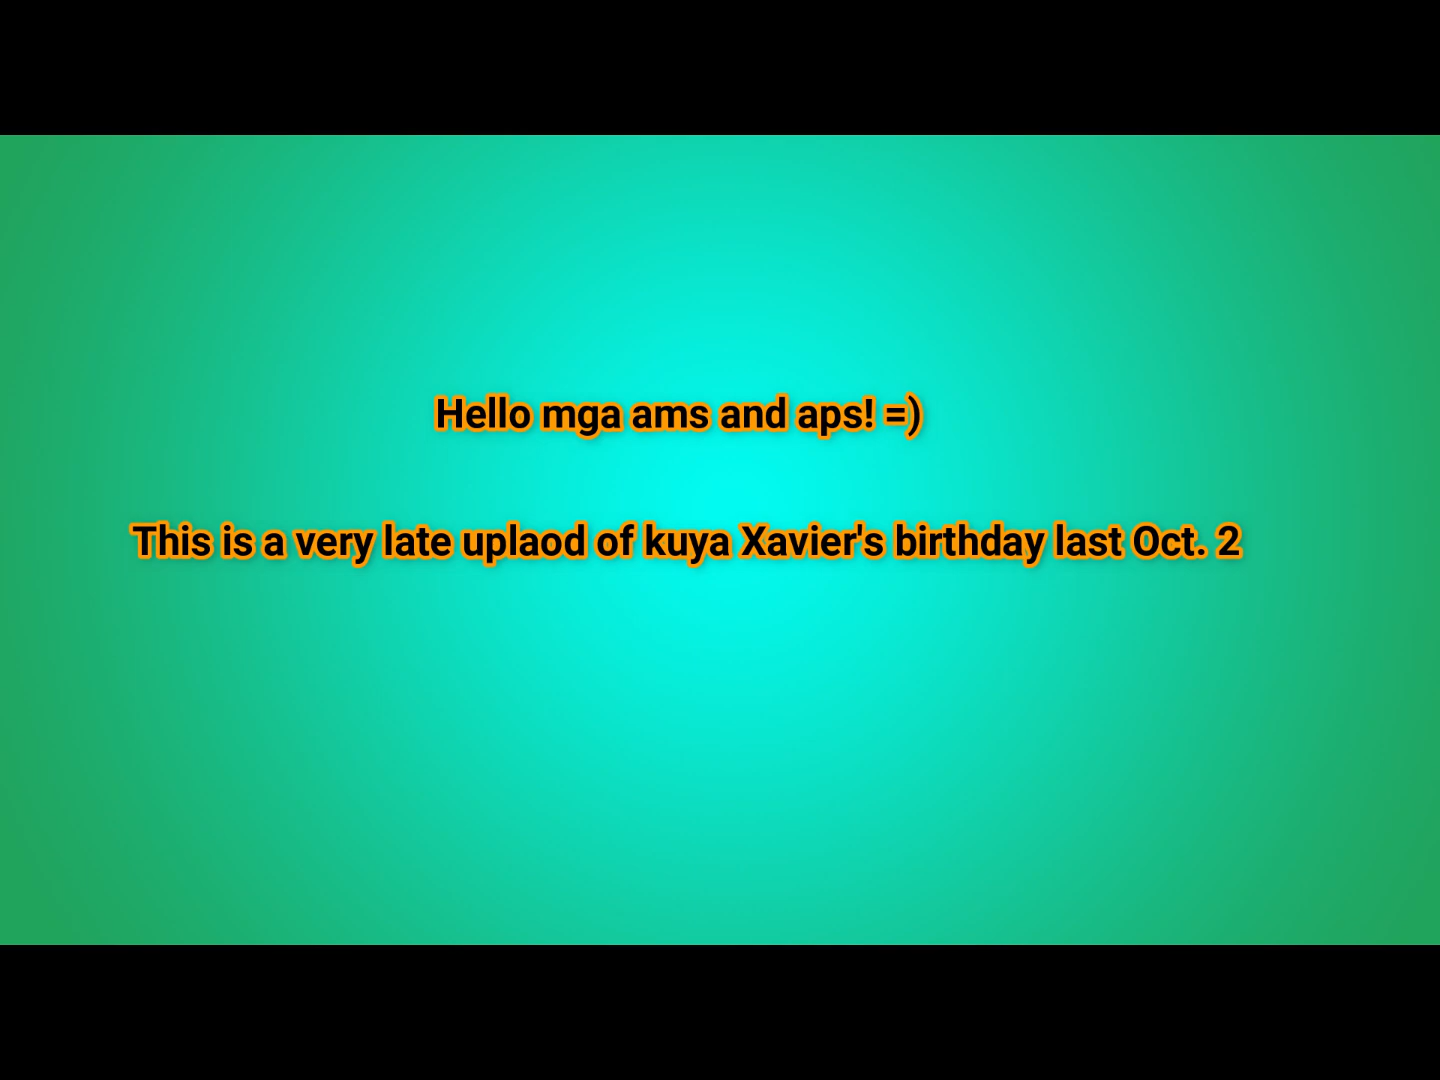 Hello mga ams and aps! =)
This is a very late uplaod of kuya Xavier's birthday last Oct. 2